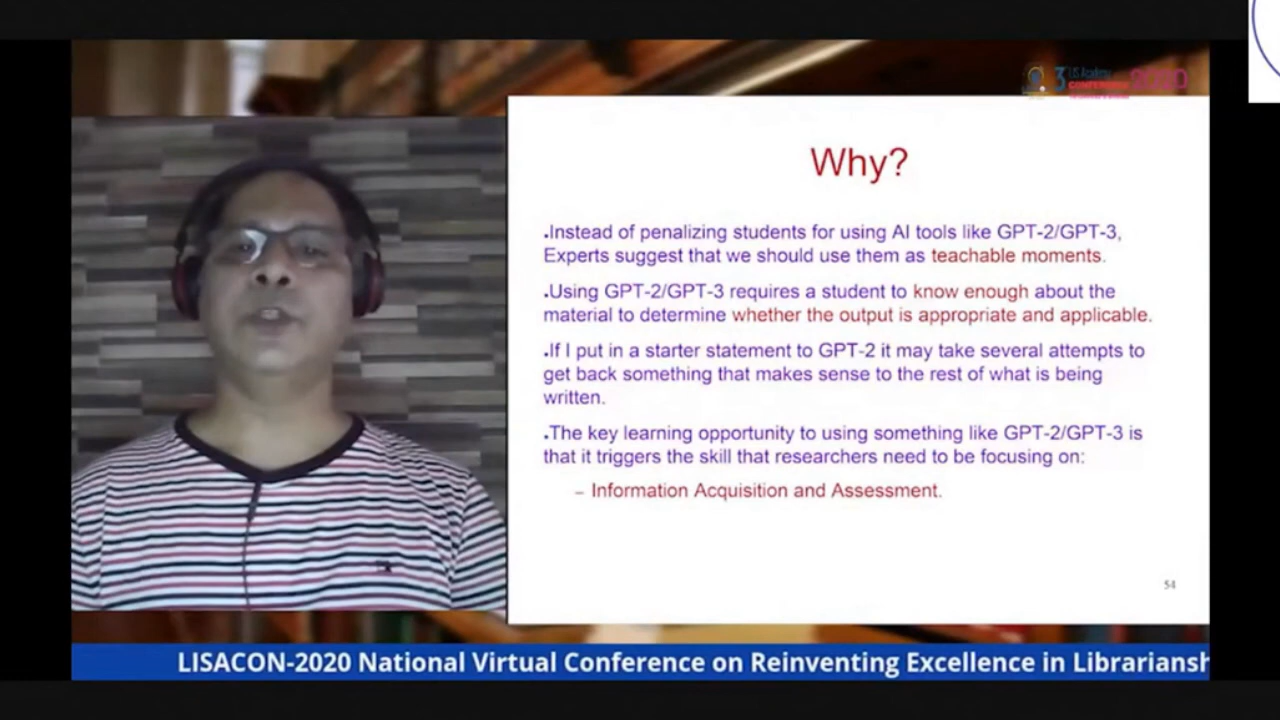 3 LIS Academy
CONFERENCE 2020
Why?
.Instead of penalizing students for using AI tools like GPT-2/GPT-3,
Experts suggest that we should use them as teachable moments.
.Using GPT-2/GPT-3 requires a student to know enough about the
material to determine whether the output is appropriate and applicable.
.If I put in a starter statement to GPT-2 it may take several attempts to
get back something that makes sense to the rest of what is being
written.
.The key learning opportunity to using something like GPT-2/GPT-3 is
that it triggers the skill that researchers need to be focusing on:
– Information Acquisition and Assessment.
54
LISACON-2020 National Virtual Conference on Reinventing Excellence in Librariansh